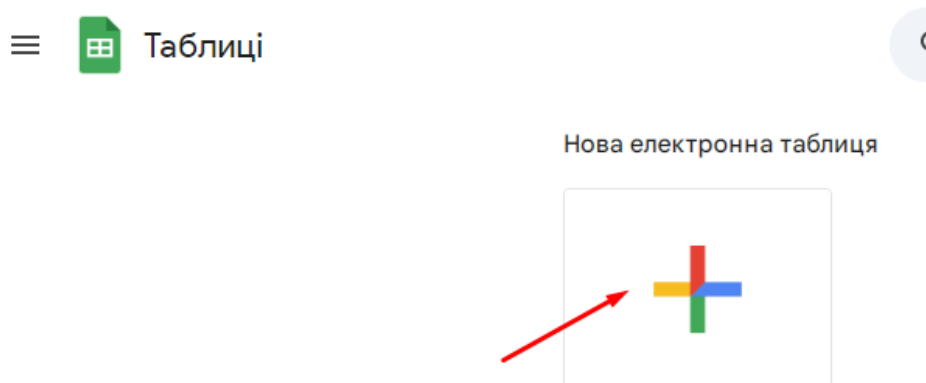 Таблиці
Нова електронна таблиця